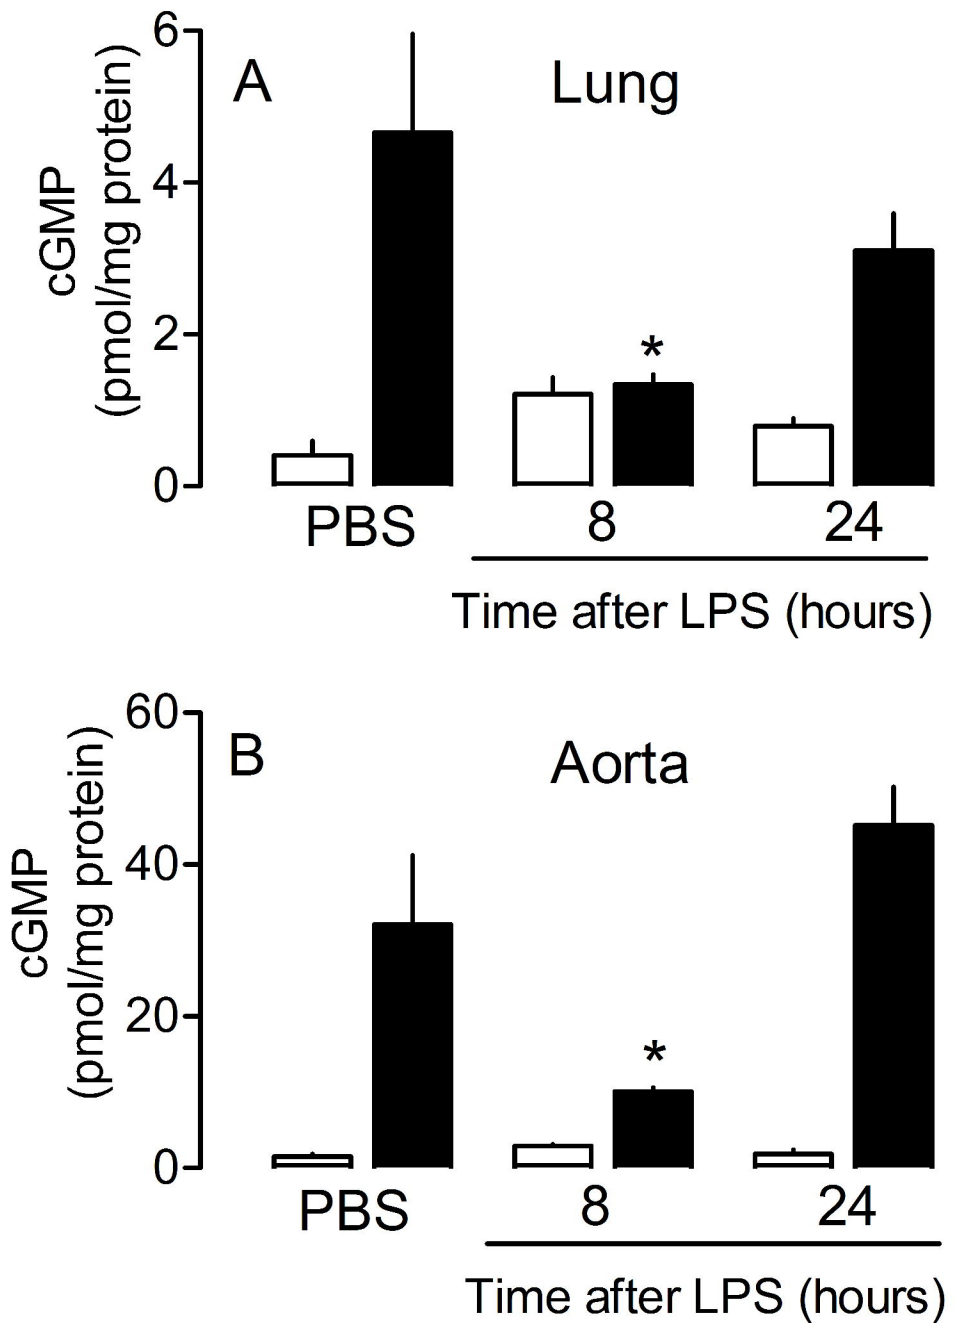 6
A
Lung
cGMP
(pmol/mg protein)
4
2
*
0
PBS
8
24
Time after LPS (hours)
60
B
Aorta
cGMP
(pmol/mg protein)
40
20
*
0
PBS
8
24
Time after LPS (hours)